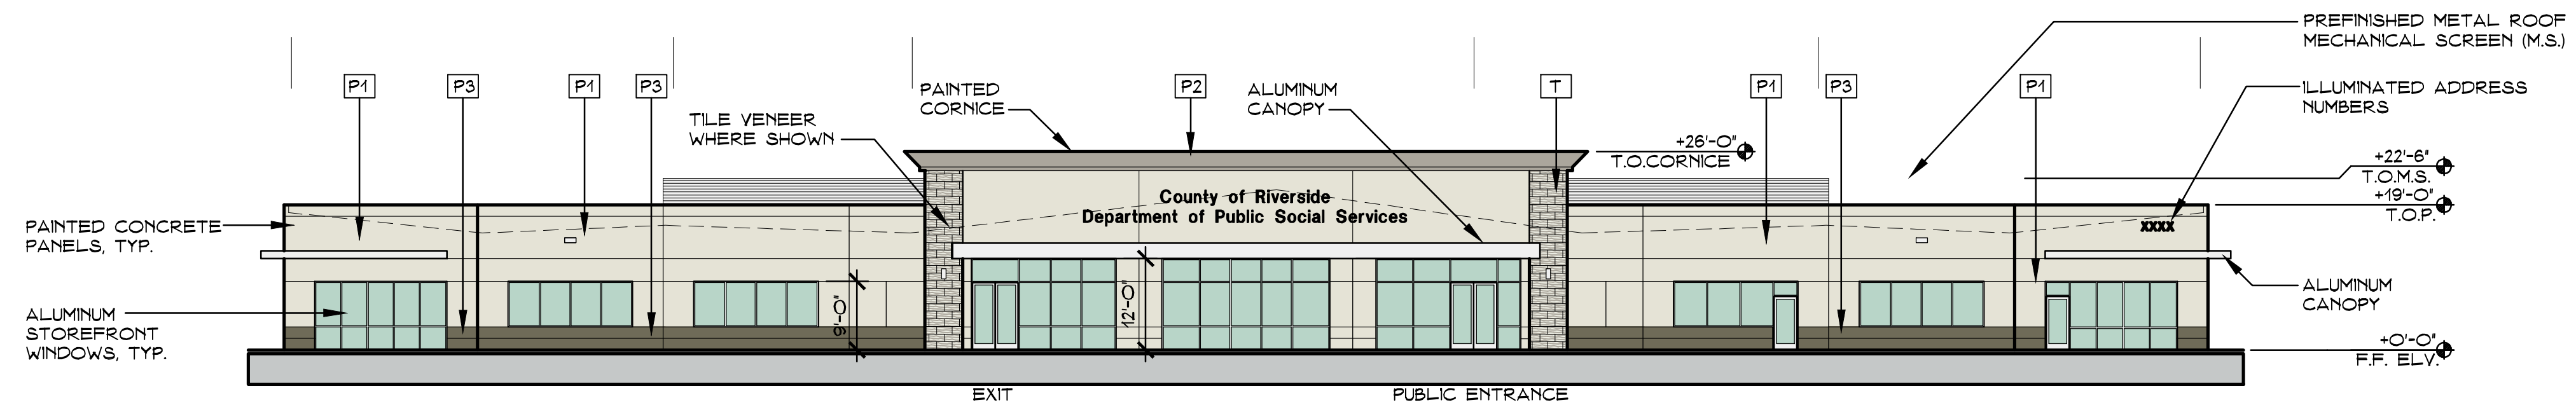 PREFINISHED METAL ROOF
MECHANICAL SCREEN (M.S.)
P1
P3
P1
P3
PAINTED
CORNICE
P2
ALUMINUM
CANOPY
T
P1
P3
P1
ILLUMINATED ADDRESS
NUMBERS
TILE VENEER
WHERE SHOWN
+26'-0"
T.O.CORNICE
+22'-6"
T.O.M.S.
+19'-0"
T.O.P.
County of Riverside
Department of Public Social Services
XXXX
PAINTED CONCRETE
PANELS, TYP.
ALUMINUM
STOREFRONT
WINDOWS, TYP.
9'-0"
12'-0"
ALUMINUM
CANOPY
+0'-0"
F.F. ELV.
EXIT
PUBLIC ENTRANCE